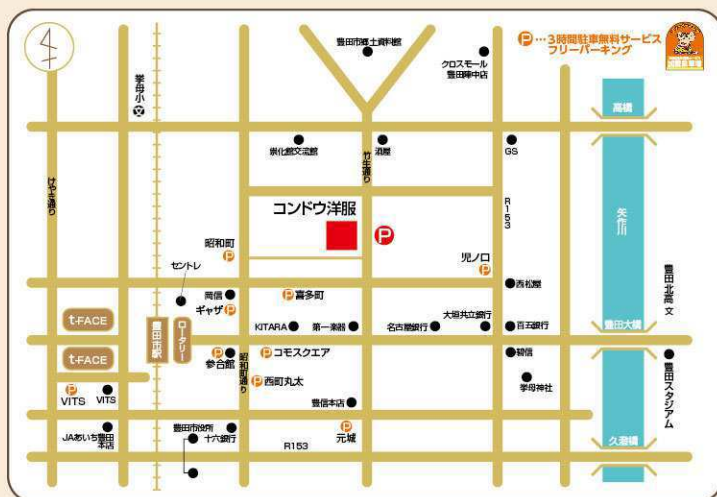 P…3時間駐車無料サービス
フリーパーキング
豊田市郷土資料館
クロスモール
豊田陣中店
挙母小 文
高橋
けやき通り
崇化館交流館
竹生通り
酒屋
GS
R153
矢作川
コンドウ洋服
P
昭和町
P
セントレ
児ノ口
P
西松屋
豊田北高 文
岡信
P 喜多町
ギャザ P
t-FACE
豊田市駅
ロータリー
KITARA
第一楽器
名古屋銀行
大垣共立銀行
百五銀行
豊田大橋
t-FACE
P
参合館
P コモスクエア
碧信
挙母神社
豊田スタジアム
P
VITS
VITS
昭和町通り
P 西町丸太
豊信本店
JAあいち豊田
本店
豊田市役所
十六銀行
P
元城
R153
久澄橋